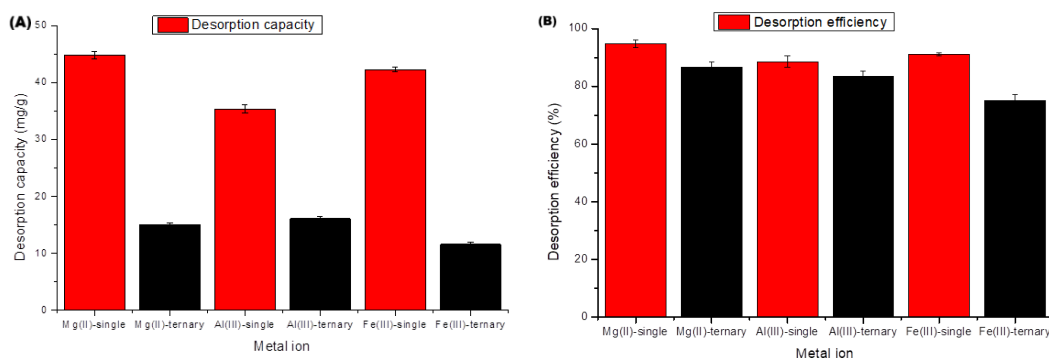 (A)
Desorption capacity
50
40
30
20
10
0
Desorption capacity (mg/g)
Mg(II)-single Mg(II)-ternary Al(III)-single Al(III)-ternary Fe(III)-single Fe(III)-ternary
Metal ion
(B)
Desorption efficiency
100
80
60
40
20
0
Desorption efficiency (%)
Mg(II)-single Mg(II)-ternary Al(III)-single Al(III)-ternary Fe(III)-single Fe(III)-ternary
Metal ion